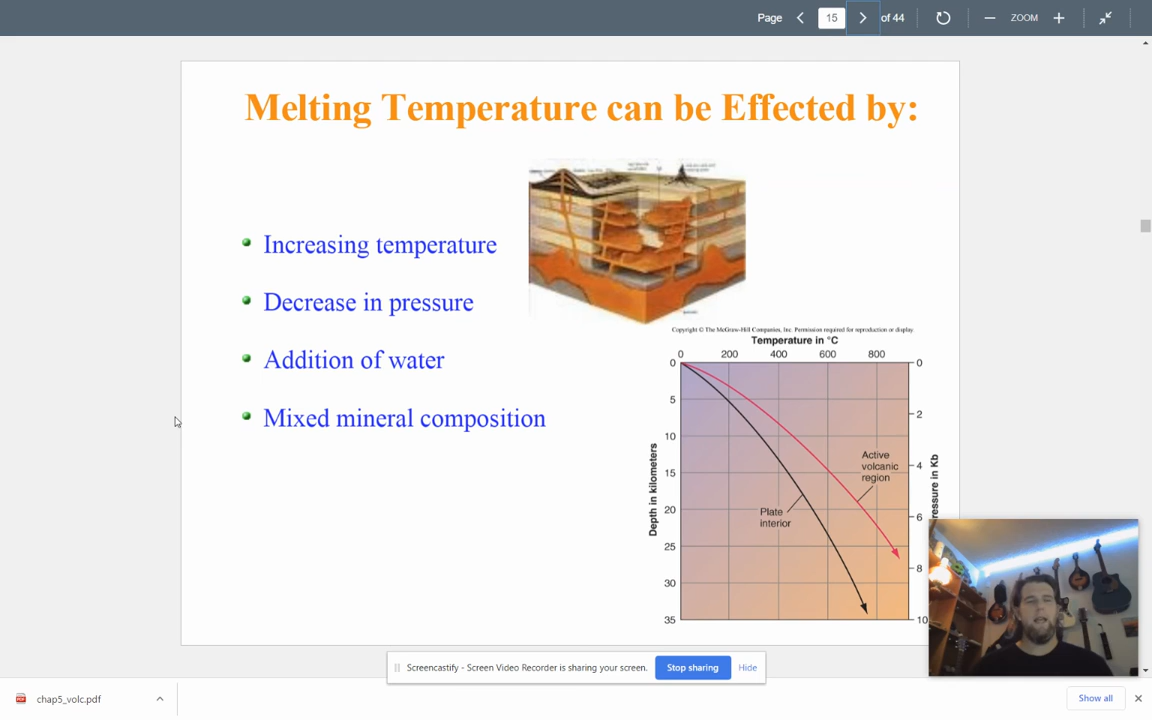 Page 15 of 44 ZOOM
Melting Temperature can be Effected by:
Increasing temperature
Decrease in pressure
Addition of water
Mixed mineral composition
Copyright © The McGraw-Hill Companies, Inc. Permission required for reproduction or display.
Temperature in °C
0 200 400 600 800
0 0
5
2
10
4
15
20
6
25
8
30
35 10
Depth in kilometers
ressure in Kb
Active
volcanic
region
Plate
interior
Screencastify - Screen Video Recorder is sharing your screen. Stop sharing Hide
chap5_volc.pdf Show all